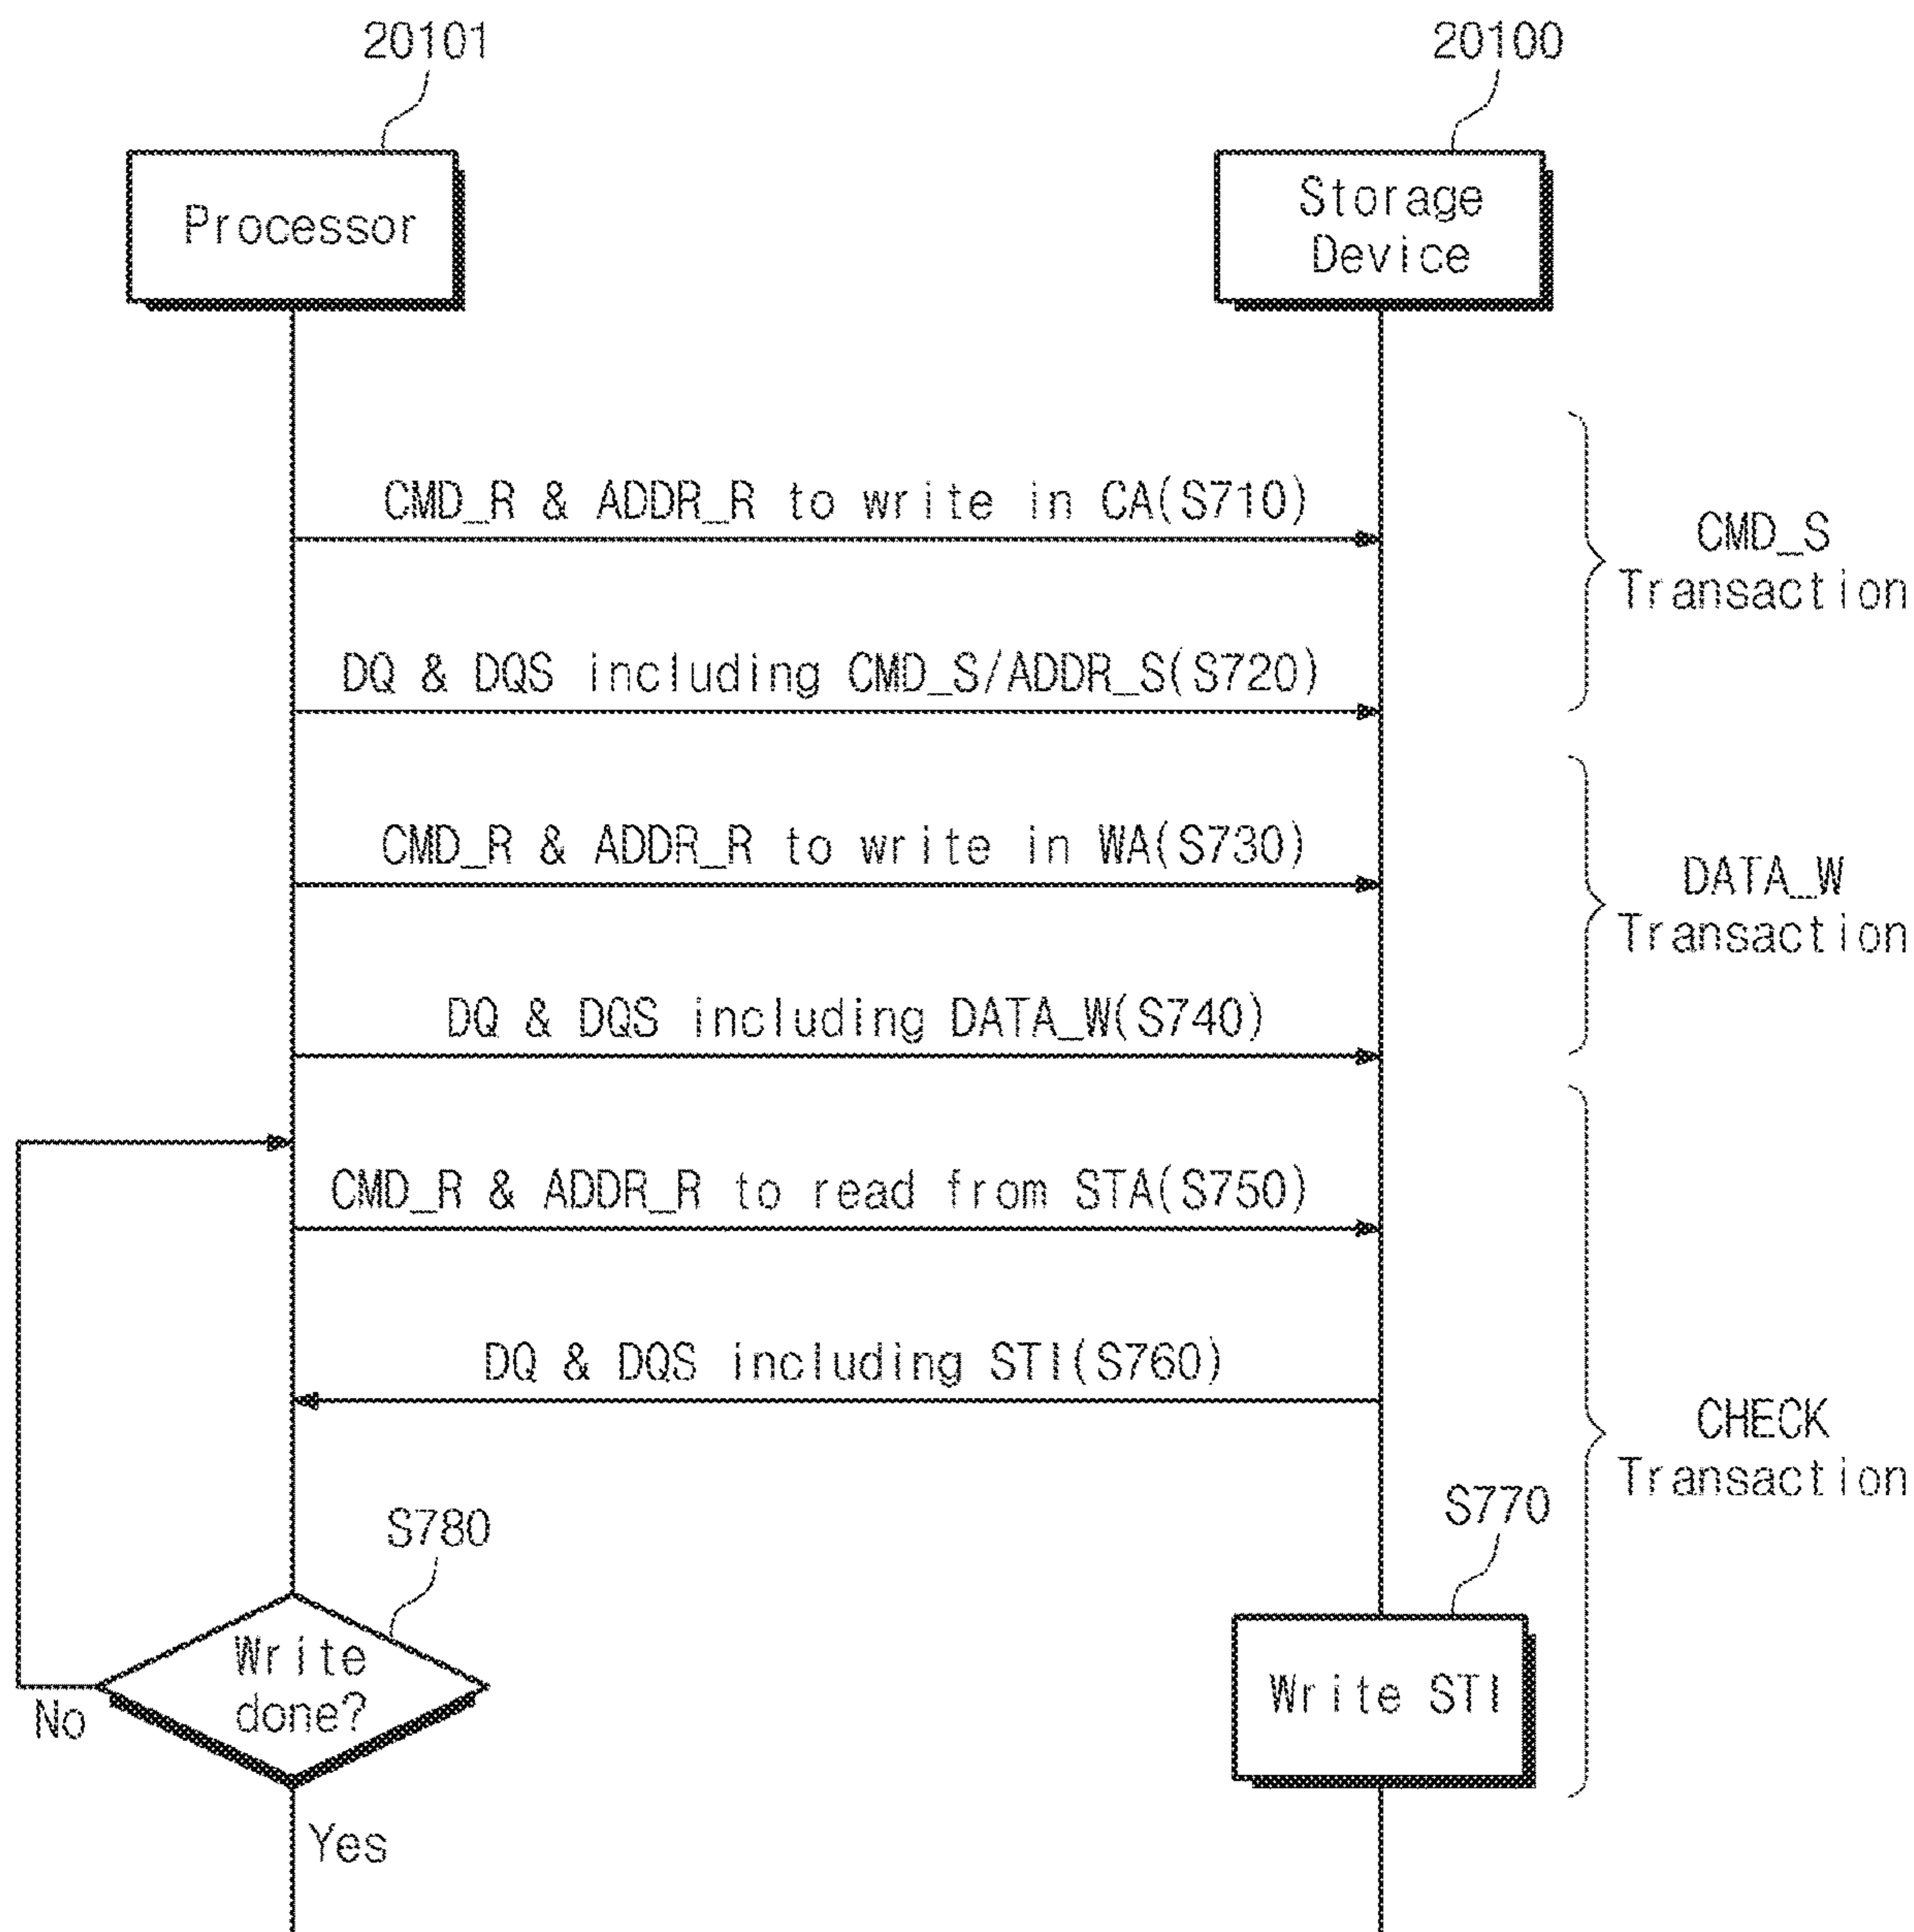 20101
20100
Processor
Storage
Device
CMD_R & ADDR_R to write in CA(S710)
CMD_S
Transaction
DQ & DQS including CMD_S/ADDR_S(S720)
CMD_R & ADDR_R to write in WA(S730)
DATA_W
Transaction
DQ & DQS including DATA_W(S740)
CMD_R & ADDR_R to read from STA(S750)
DQ & DQS including STI(S760)
CHECK
Transaction
S780
S770
Write
done?
Write STI
No
Yes